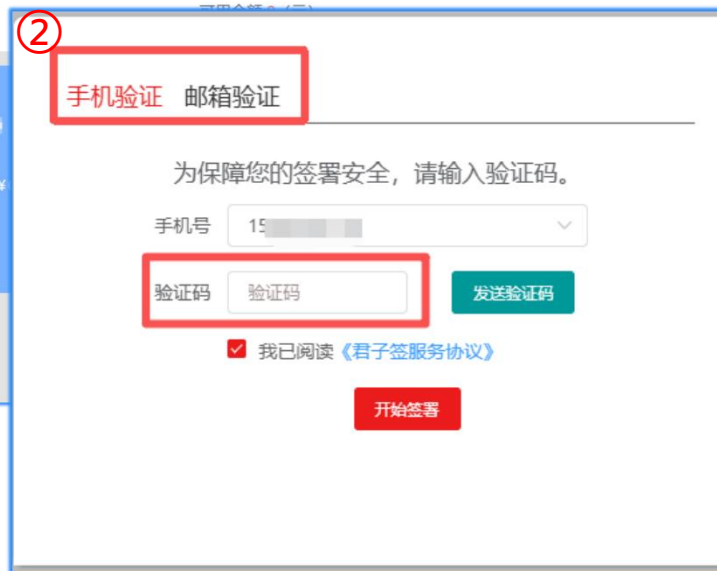 ②
手机验证 邮箱验证
为保障您的签署安全，请输入验证码。
手机号 15
验证码 验证码 发送验证码
我已阅读《君子签服务协议》
开始签署